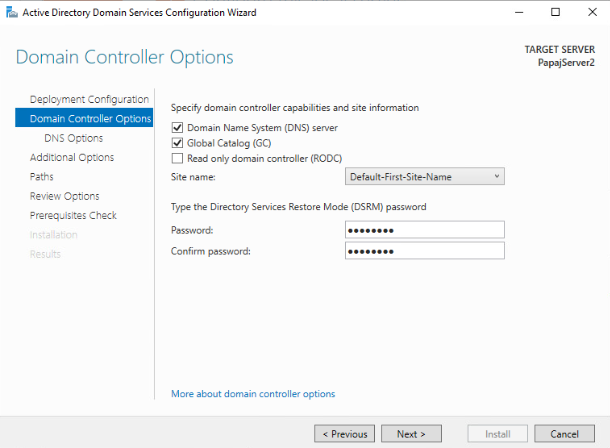 Active Directory Domain Services Configuration Wizard
Domain Controller Options
TARGET SERVER
PapajServer2
Deployment Configuration
Domain Controller Options
DNS Options
Additional Options
Paths
Review Options
Prerequisites Check
Installation
Results
Specify domain controller capabilities and site information
Domain Name System (DNS) server
Global Catalog (GC)
Read only domain controller (RODC)
Site name: Default-First-Site-Name
Type the Directory Services Restore Mode (DSRM) password
Password: ●●●●●●●●
Confirm password: ●●●●●●●●
More about domain controller options
< Previous Next > Install Cancel